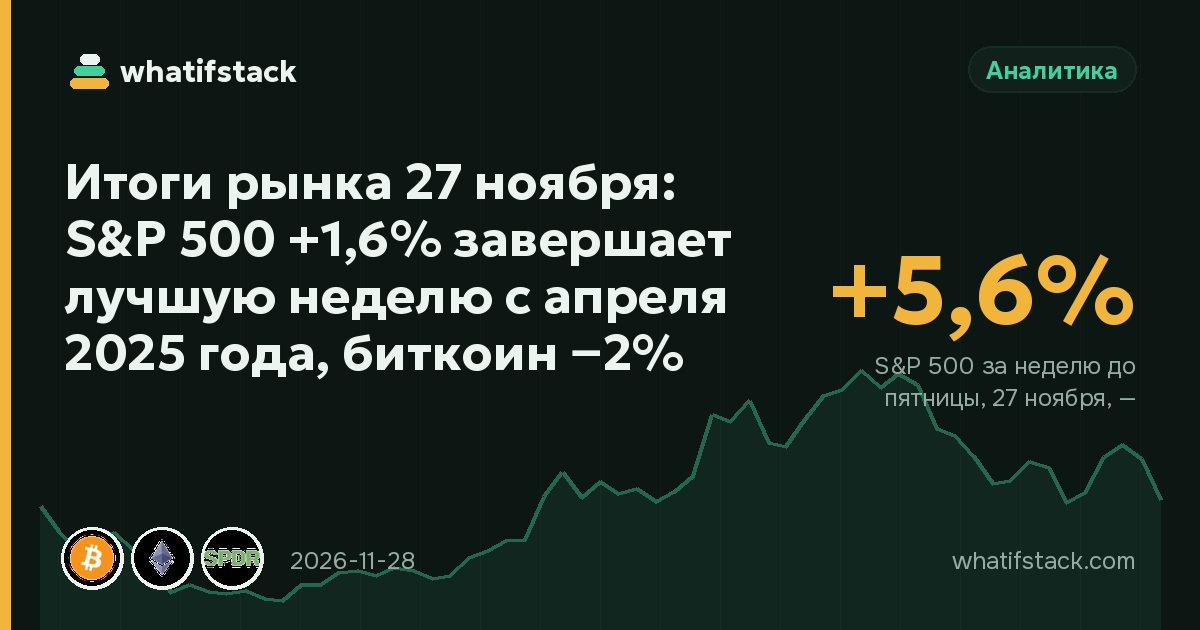 whatifstack
Аналитика
Итоги рынка 27 ноября:
S&P 500 +1,6% завершает
лучшую неделю с апреля
2025 года, биткоин −2%
+5,6%
S&P 500 за неделю до
пятницы, 27 ноября, —
SPDR
2026-11-28
whatifstack.com